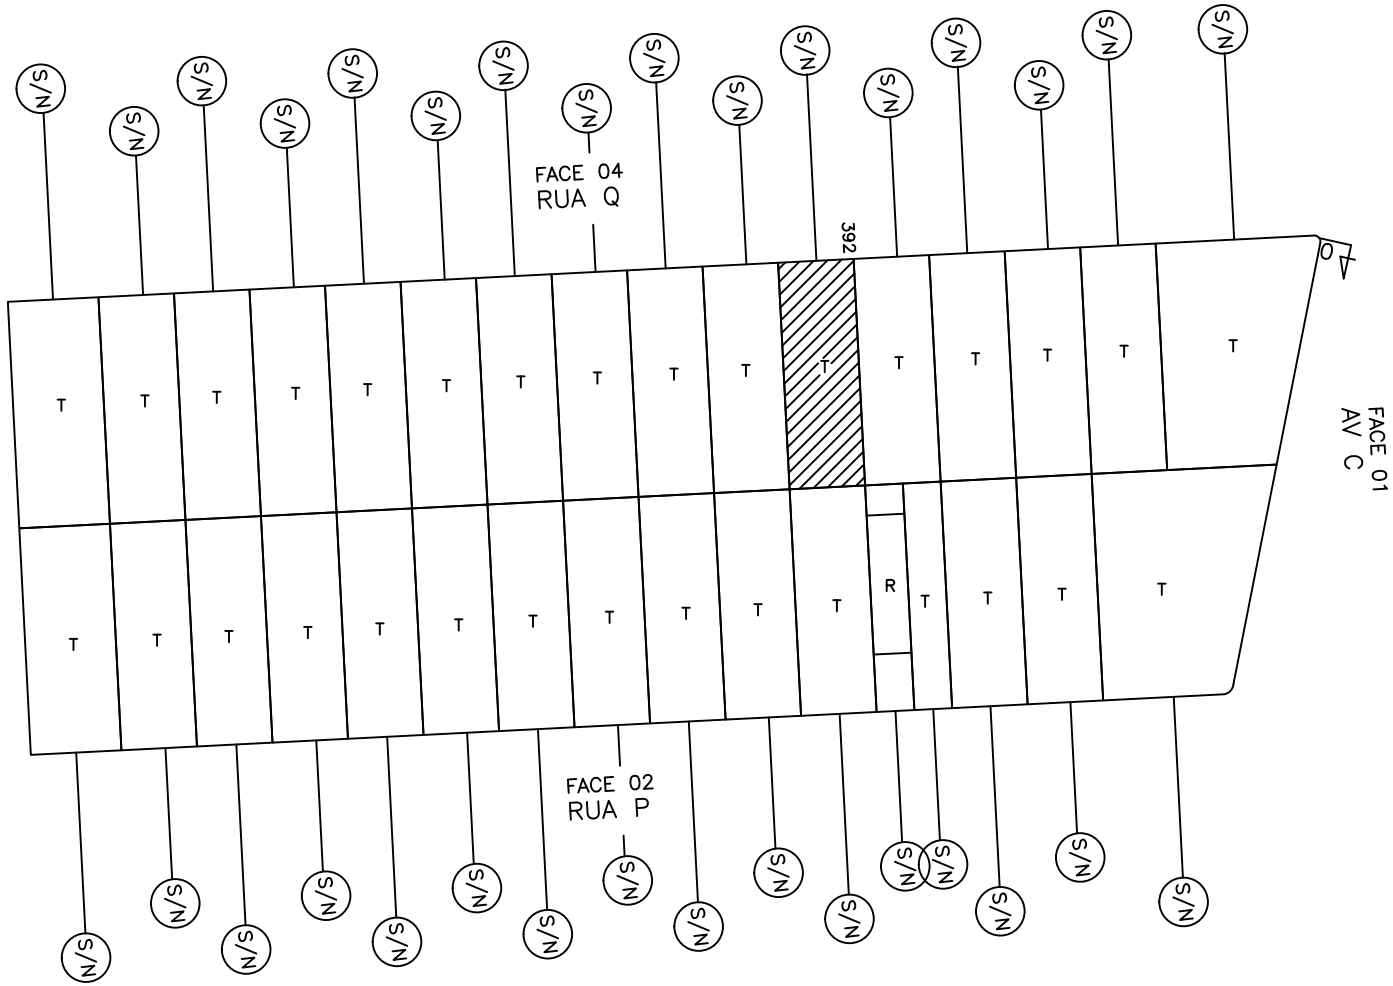 S/N S/N S/N S/N S/N S/N S/N S/N S/N S/N S/N S/N S/N S/N S/N S/N
FACE 04
RUA Q
392
0
T T T T T T T T T T T T T T T T
FACE 01
AV C
T T T T T T T T T T T R T T T T
FACE 02
RUA P
S/N S/N S/N S/N S/N S/N S/N S/N S/N S/N S/N S/N S/N S/N S/N S/N